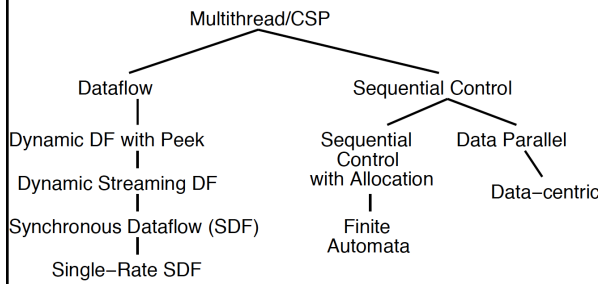 Multithread/CSP
Dataflow
Sequential Control
Dynamic DF with Peek
Sequential
Control
with Allocation
Data Parallel
Dynamic Streaming DF
Data-centric
Synchronous Dataflow (SDF)
Finite
Automata
Single-Rate SDF